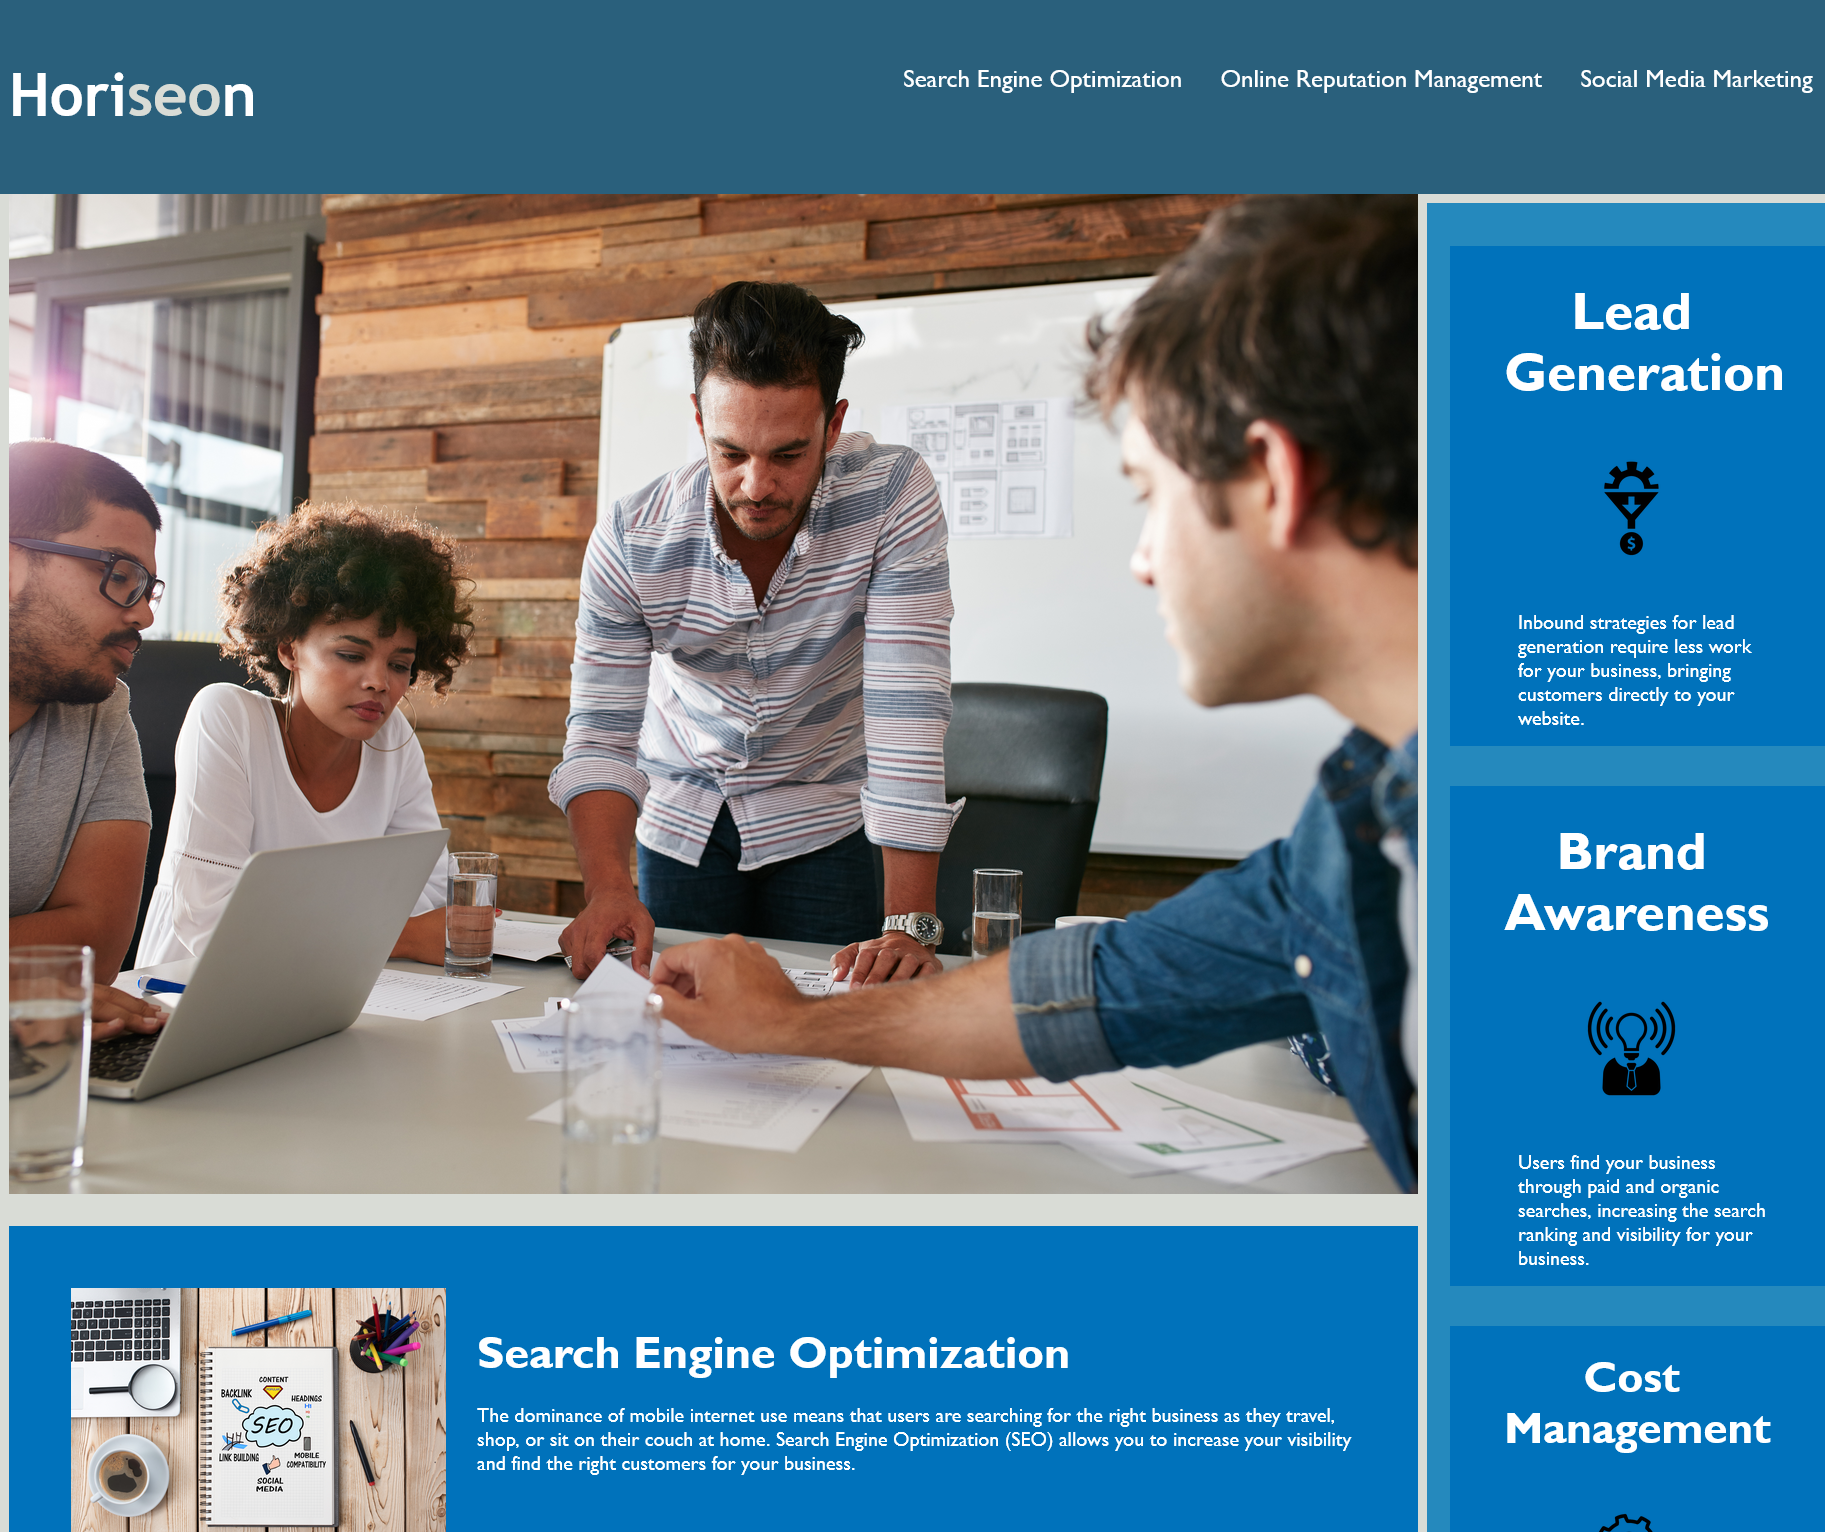 Horiseon
Search Engine Optimization
Online Reputation Management
Social Media Marketing
Lead
Generation
$
Inbound strategies for lead
generation require less work
for your business, bringing
customers directly to your
website.
Brand
Awareness
Users find your business
through paid and organic
searches, increasing the search
ranking and visibility for your
business.
Cost
Management
CONTENT
BACKLINK
HEADINGS
H1
SEO
LINK BUILDING
MOBILE
COMPATIBILITY
SOCIAL
MEDIA
Search Engine Optimization
The dominance of mobile internet use means that users are searching for the right business as they travel,
shop, or sit on their couch at home. Search Engine Optimization (SEO) allows you to increase your visibility
and find the right customers for your business.